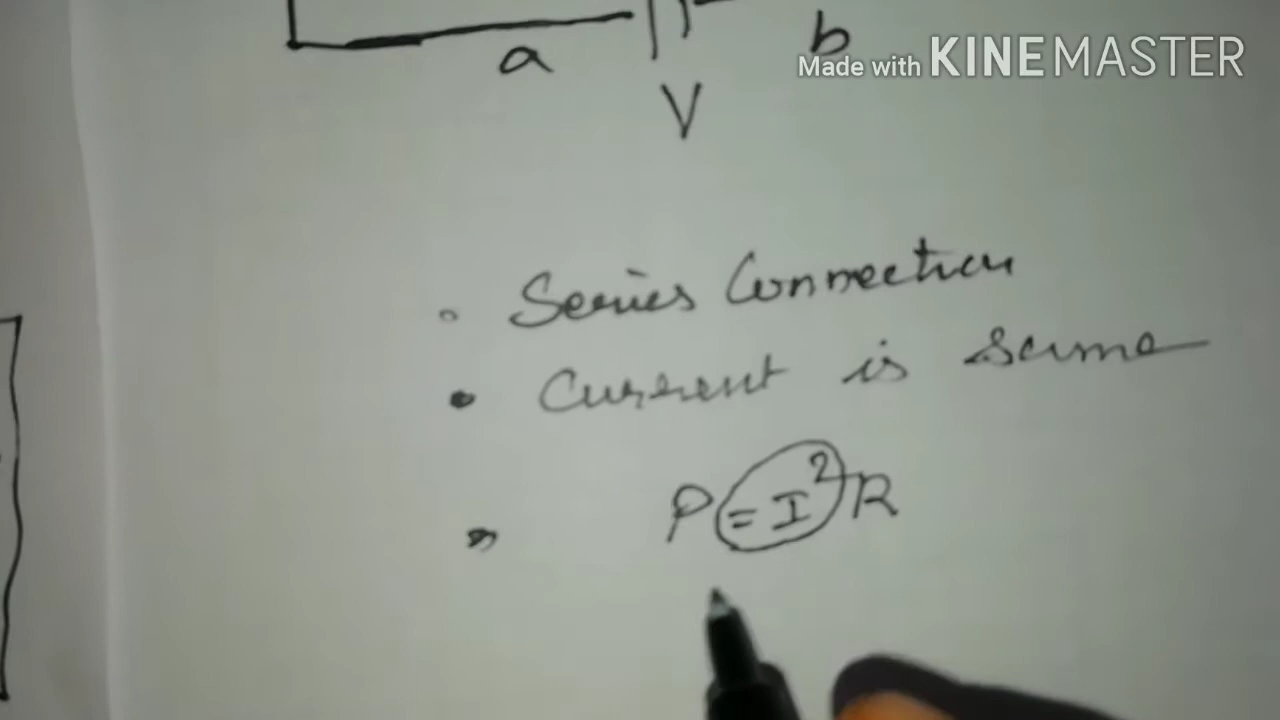 a
b
Made with KINEMASTER
V
Series Connection
Current is same
P = I²R